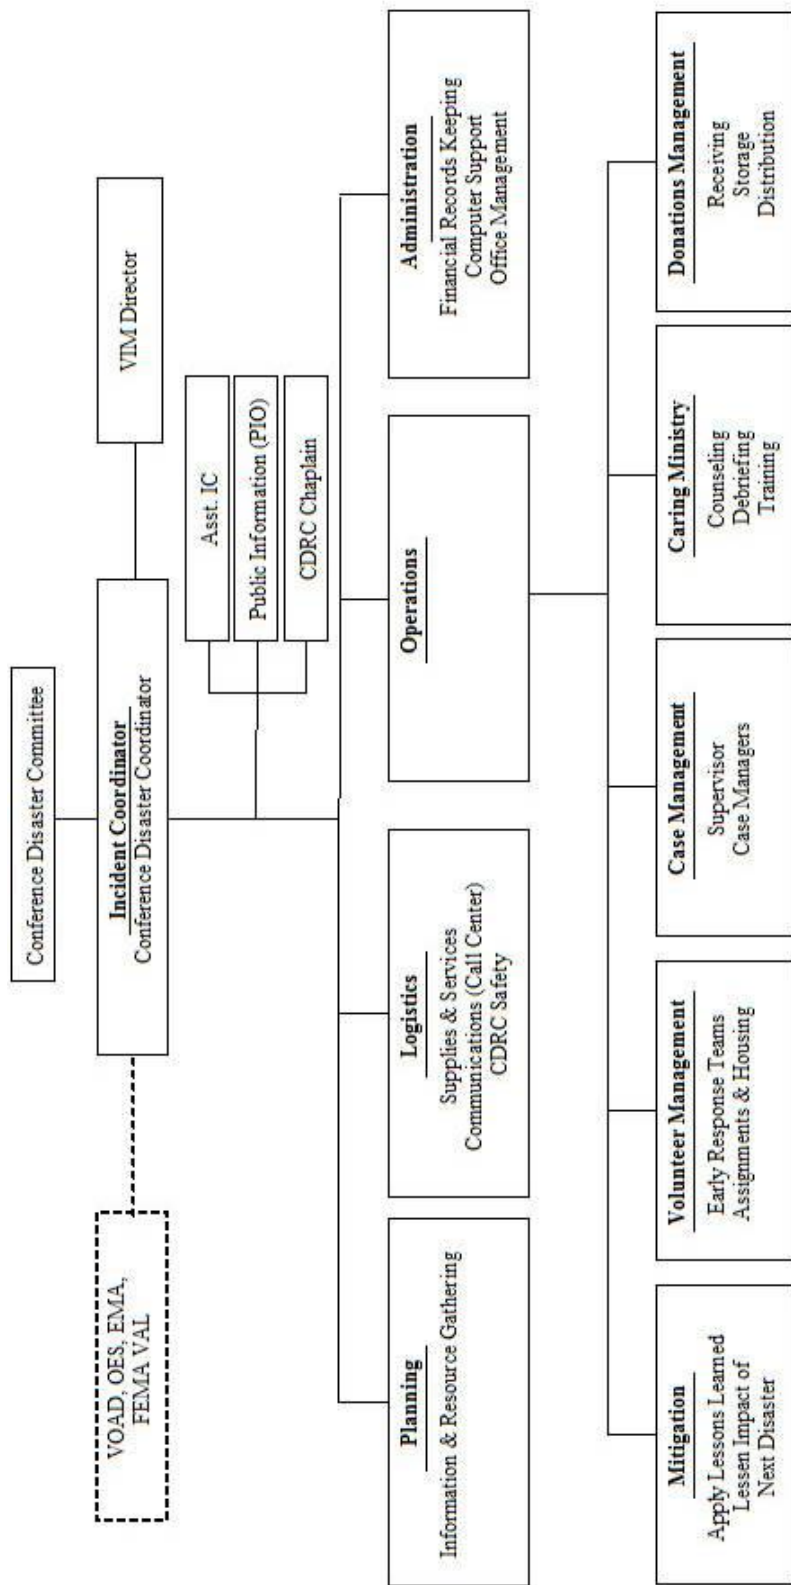 Conference Disaster Committee
VOAD, OES, EMA,
FEMA VAL
Incident Coordinator
Conference Disaster Coordinator
VIM Director
Asst. IC
Public Information (PIO)
CDRC Chaplain
Planning
Information & Resource Gathering
Logistics
Supplies & Services
Communications (Call Center)
CDRC Safety
Operations
Administration
Financial Records Keeping
Computer Support
Office Management
Mitigation
Apply Lessons Learned
Lessen Impact of
Next Disaster
Volunteer Management
Early Response Teams
Assignments & Housing
Case Management
Supervisor
Case Managers
Caring Ministry
Counseling
Debriefing
Training
Donations Management
Receiving
Storage
Distribution